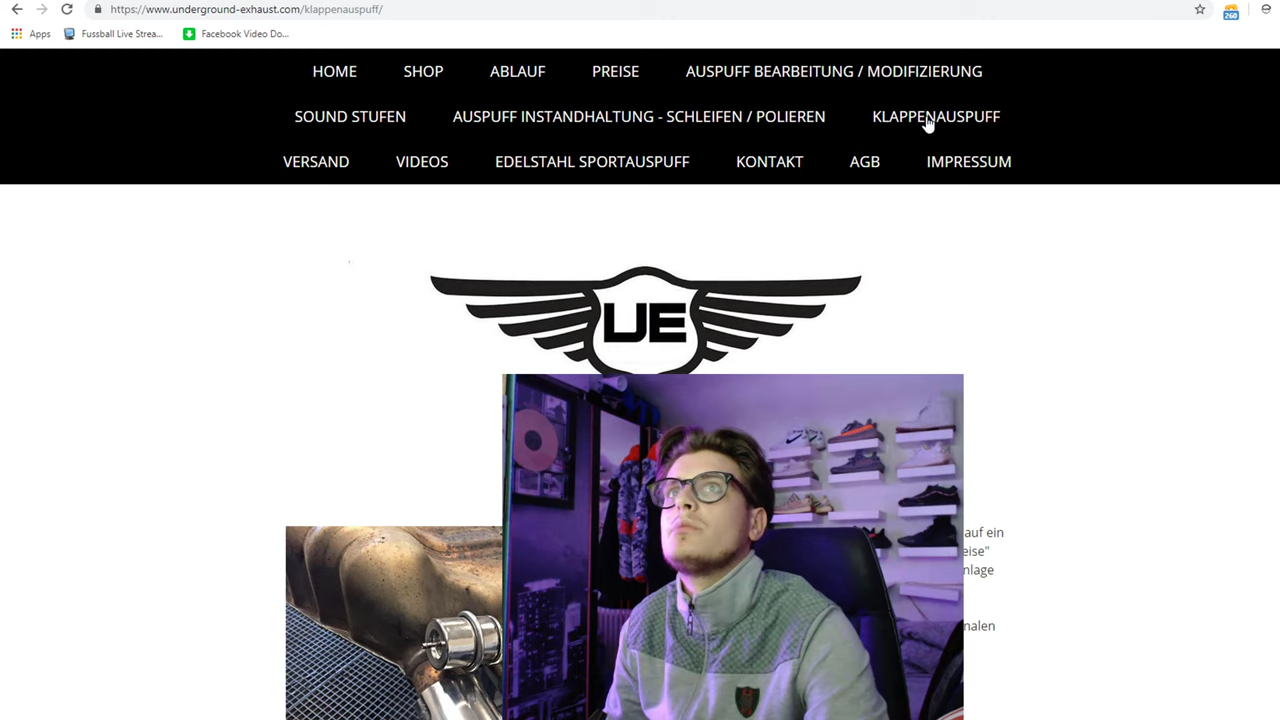 https://www.underground-exhaust.com/klappenauspuff/
260
Apps Fussball Live Strea... Facebook Video Do...
HOME SHOP ABLAUF PREISE AUSPUFF BEARBEITUNG / MODIFIZIERUNG
SOUND STUFEN AUSPUFF INSTANDHALTUNG - SCHLEIFEN / POLIEREN KLAPPENAUSPUFF
VERSAND VIDEOS EDELSTAHL SPORTAUSPUFF KONTAKT AGB IMPRESSUM
UE
auf ein
eise"
nlage
nalen